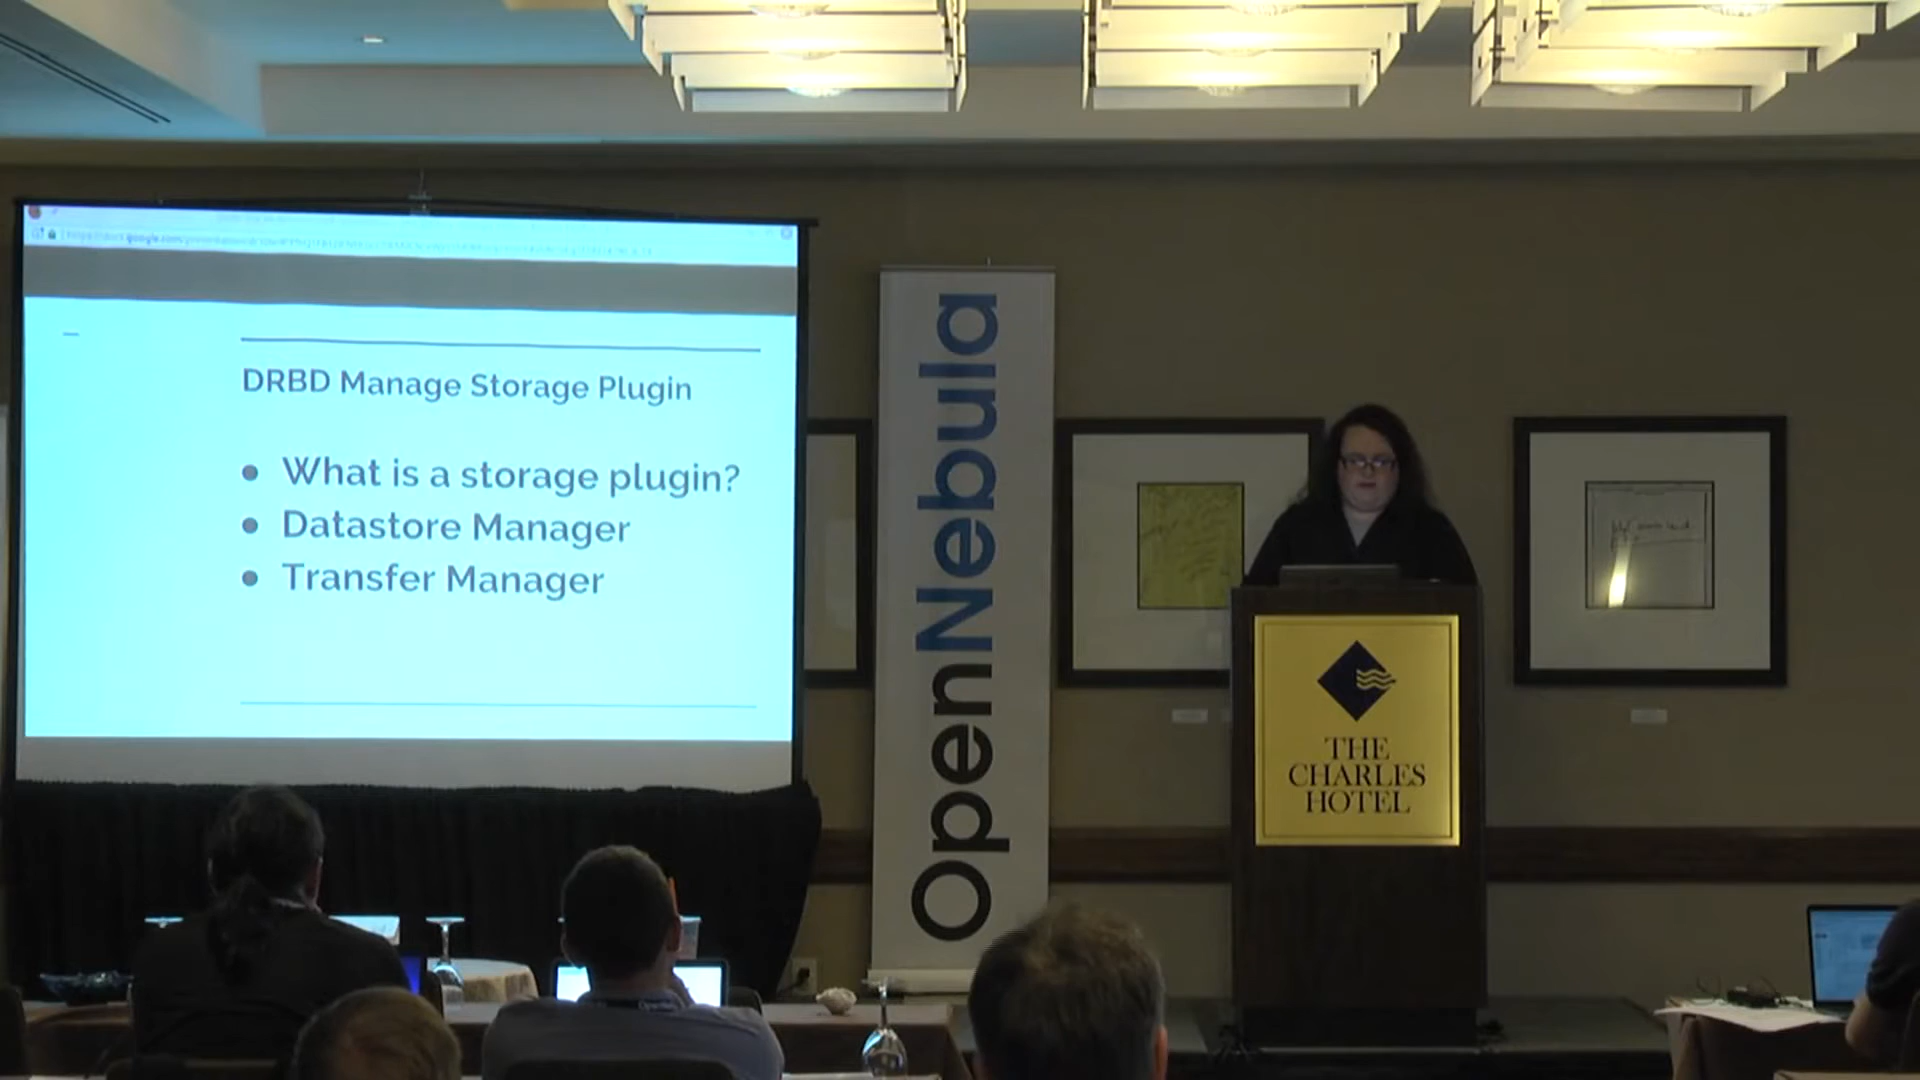 DRBD Manage Storage Plugin
● What is a storage plugin?
● Datastore Manager
● Transfer Manager
OpenNebula
THE
CHARLES
HOTEL